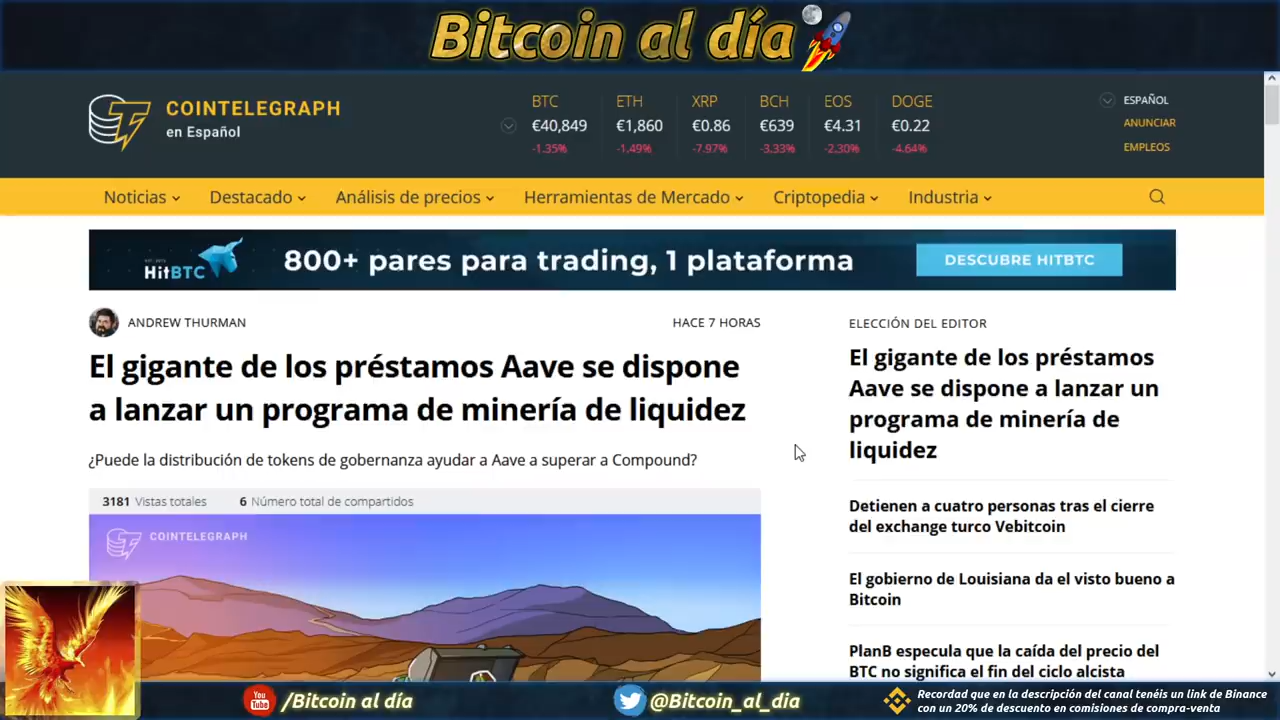 Bitcoin al día
COINTELEGRAPH
en Español
BTC ETH XRP BCH EOS DOGE
€40,849 €1,860 €0.86 €639 €4.31 €0.22
-1.35% -1,49% -7.97% -3.33% -2.30% -4.64%
ESPAÑOL
ANUNCIAR
EMPLEOS
Noticias Destacado Análisis de precios Herramientas de Mercado Criptopedia Industria
HitBTC 800+ pares para trading, 1 plataforma DESCUBRE HITBTC
ANDREW THURMAN HACE 7 HORAS
El gigante de los préstamos Aave se dispone
a lanzar un programa de minería de liquidez
¿Puede la distribución de tokens de gobernanza ayudar a Aave a superar a Compound?
3181 Vistas totales 6 Número total de compartidos
COINTELEGRAPH
ELECCIÓN DEL EDITOR
El gigante de los préstamos
Aave se dispone a lanzar un
programa de minería de
liquidez
Detienen a cuatro personas tras el cierre
del exchange turco Vebitcoin
El gobierno de Louisiana da el visto bueno a
Bitcoin
PlanB especula que la caída del precio del
BTC no significa el fin del ciclo alcista
You
Tube
/Bitcoin al día
@Bitcoin_al_dia
Recordad que en la descripción del canal tenéis un link de Binance
con un 20% de descuento en comisiones de compra-venta